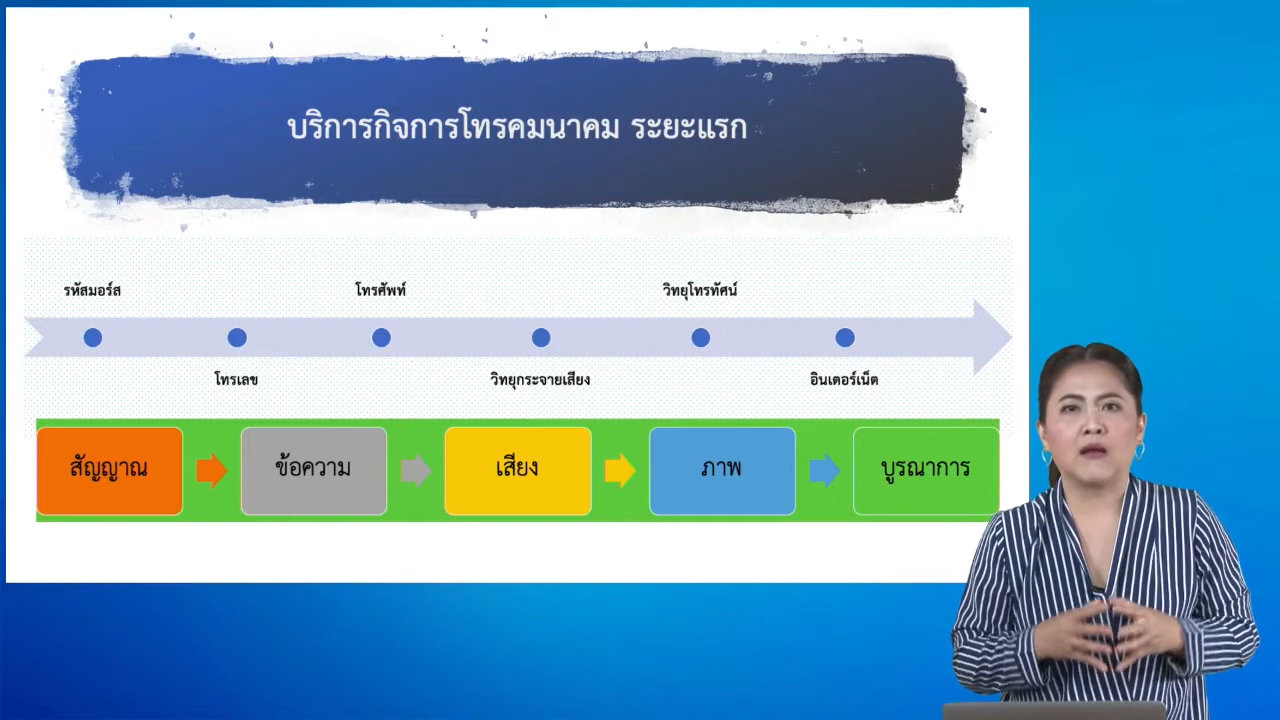 บริการกิจการโทรคมนาคม ระยะแรก
รหัสมอร์ส
โทรศัพท์
วิทยุโทรทัศน์
โทรเลข
วิทยุกระจายเสียง
อินเตอร์เน็ต
สัญญาณ
ข้อความ
เสียง
ภาพ
บูรณาการ